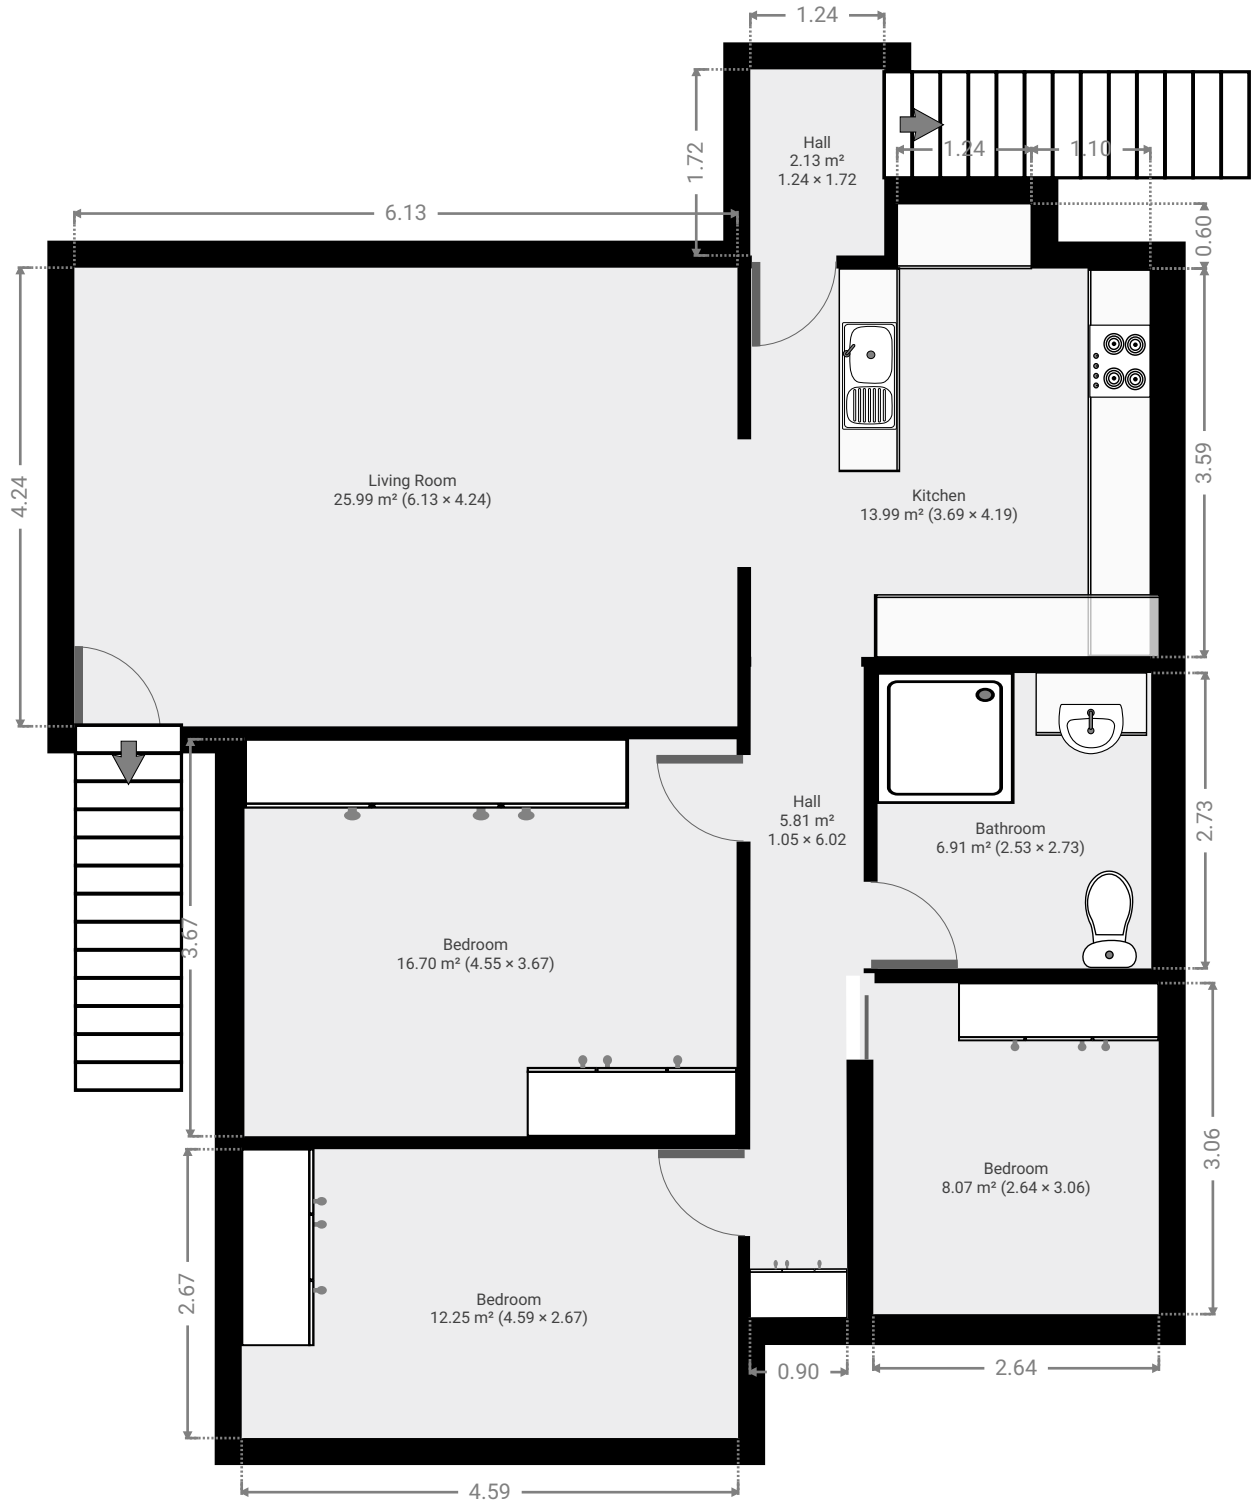 1.24
Hall
2.13 m²
1.24 × 1.72
1.72
1.24
1.10
6.13
0.60
4.24
Living Room
25.99 m² (6.13 × 4.24)
Kitchen
13.99 m² (3.69 × 4.19)
3.59
Hall
5.81 m²
1.05 × 6.02
Bathroom
6.91 m² (2.53 × 2.73)
2.73
3.67
Bedroom
16.70 m² (4.55 × 3.67)
Bedroom
8.07 m² (2.64 × 3.06)
3.06
2.67
Bedroom
12.25 m² (4.59 × 2.67)
0.90
2.64
4.59